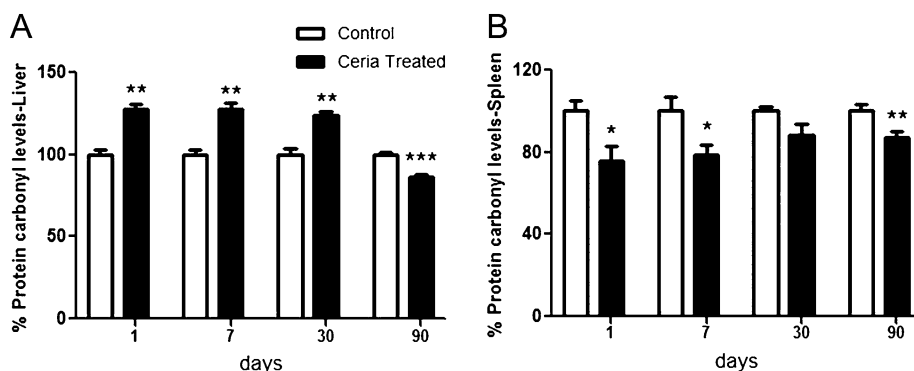 A
Control
Ceria Treated
% Protein carbonyl levels-Liver
150
100
50
0
**
**
**
***
1 7 30 90
days
B
% Protein carbonyl levels-Spleen
120
80
40
0
*
*
**
1 7 30 90
days